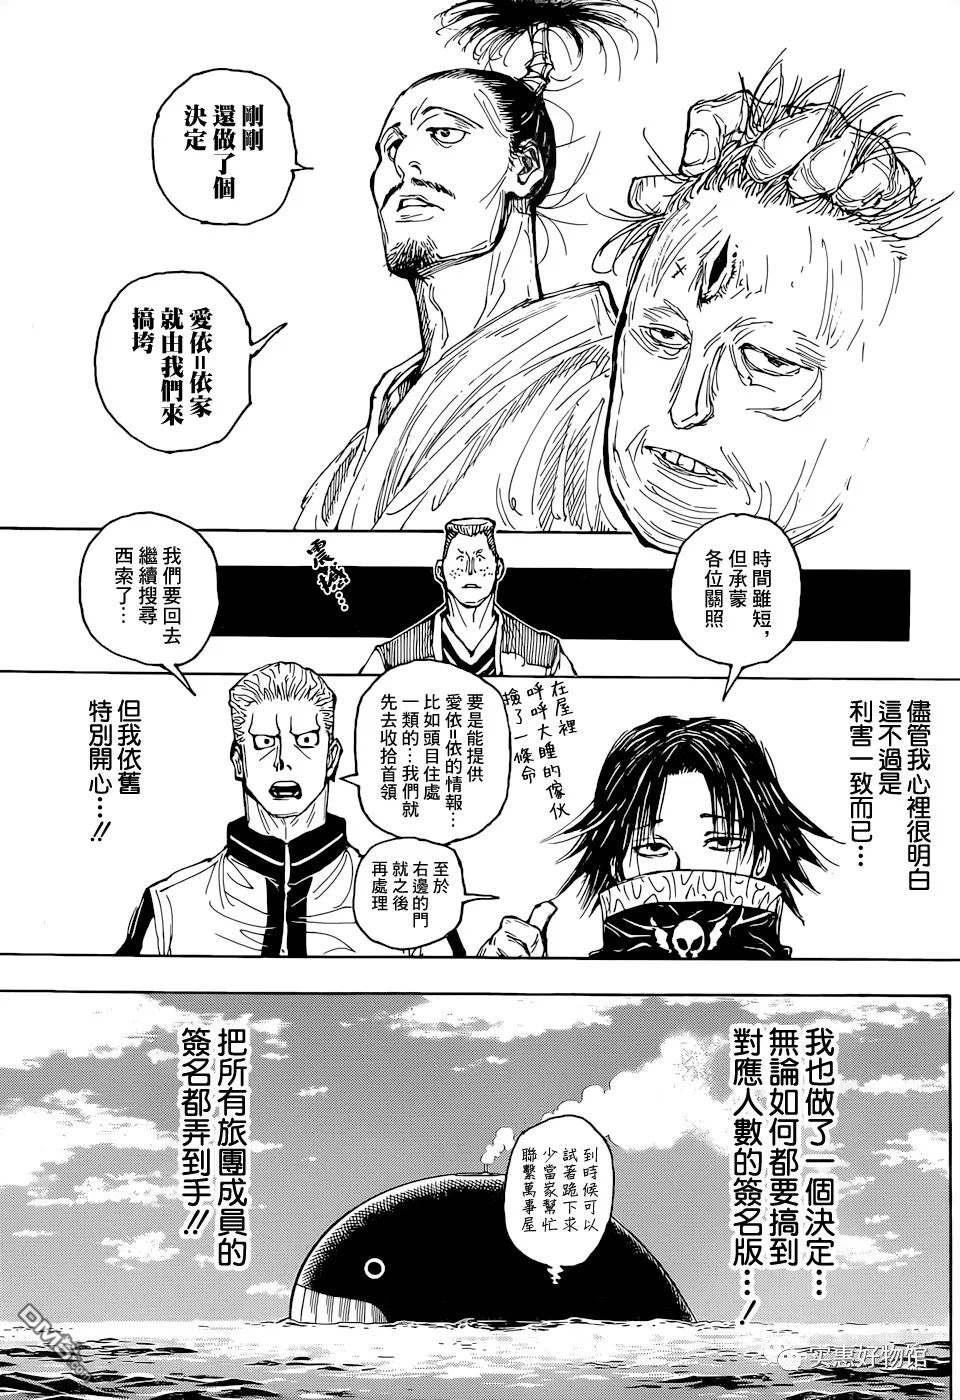 剛剛
還做了個
決定
愛依=依家
就由我們來
搞垮
時間雖短，
但承蒙
各位關照
震撼…
我們要回去
繼續搜尋
西索了…
儘管我心裡很明白
這不過是
利害一致而已…
在屋裡
呼呼大睡的傢伙
撿了一條命
要是能提供
愛依=依的情報…
比如頭目住處
一類的…我們就
先去收拾首領
至於
右邊的門
就之後
再處理
但我依舊
特別開心…!!
我也做了一個決定…
無論如何都要搞到
對應人數的簽名版…!
到時候可以
試著跪下求
少當家幫忙
聯繫萬事屋
把所有旅團成員的
簽名都弄到手!!
实惠好物馆